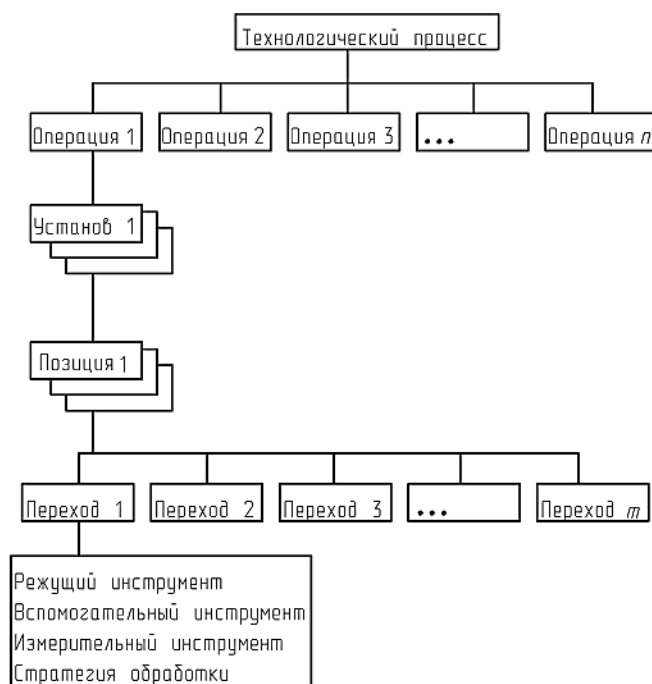 Технологический процесс
Операция 1
Операция 2
Операция 3
...
Операция n
Установ 1
Позиция 1
Переход 1
Переход 2
Переход 3
...
Переход m
Режущий инструмент
Вспомогательный инструмент
Измерительный инструмент
Стратегия обработки